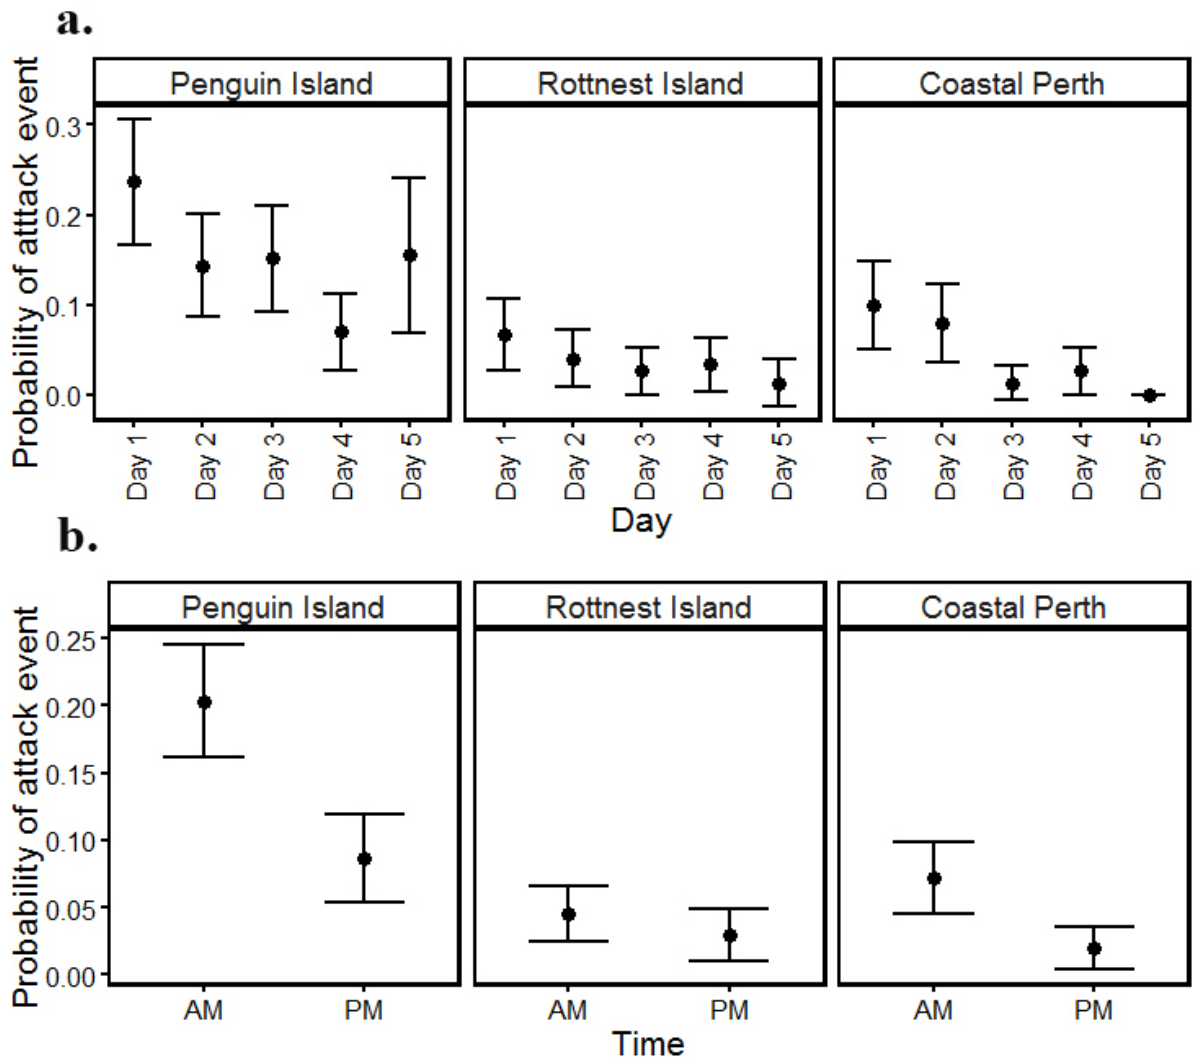 a.
Penguin Island Rottnest Island Coastal Perth
Probability of atttack event
0.3
0.2
0.1
0.0
Day 1 Day 2 Day 3 Day 4 Day 5 Day 1 Day 2 Day 3 Day 4 Day 5 Day 1 Day 2 Day 3 Day 4 Day 5
Day
b.
Penguin Island Rottnest Island Coastal Perth
Probability of attack event
0.25
0.20
0.15
0.10
0.05
0.00
AM PM AM PM AM PM
Time